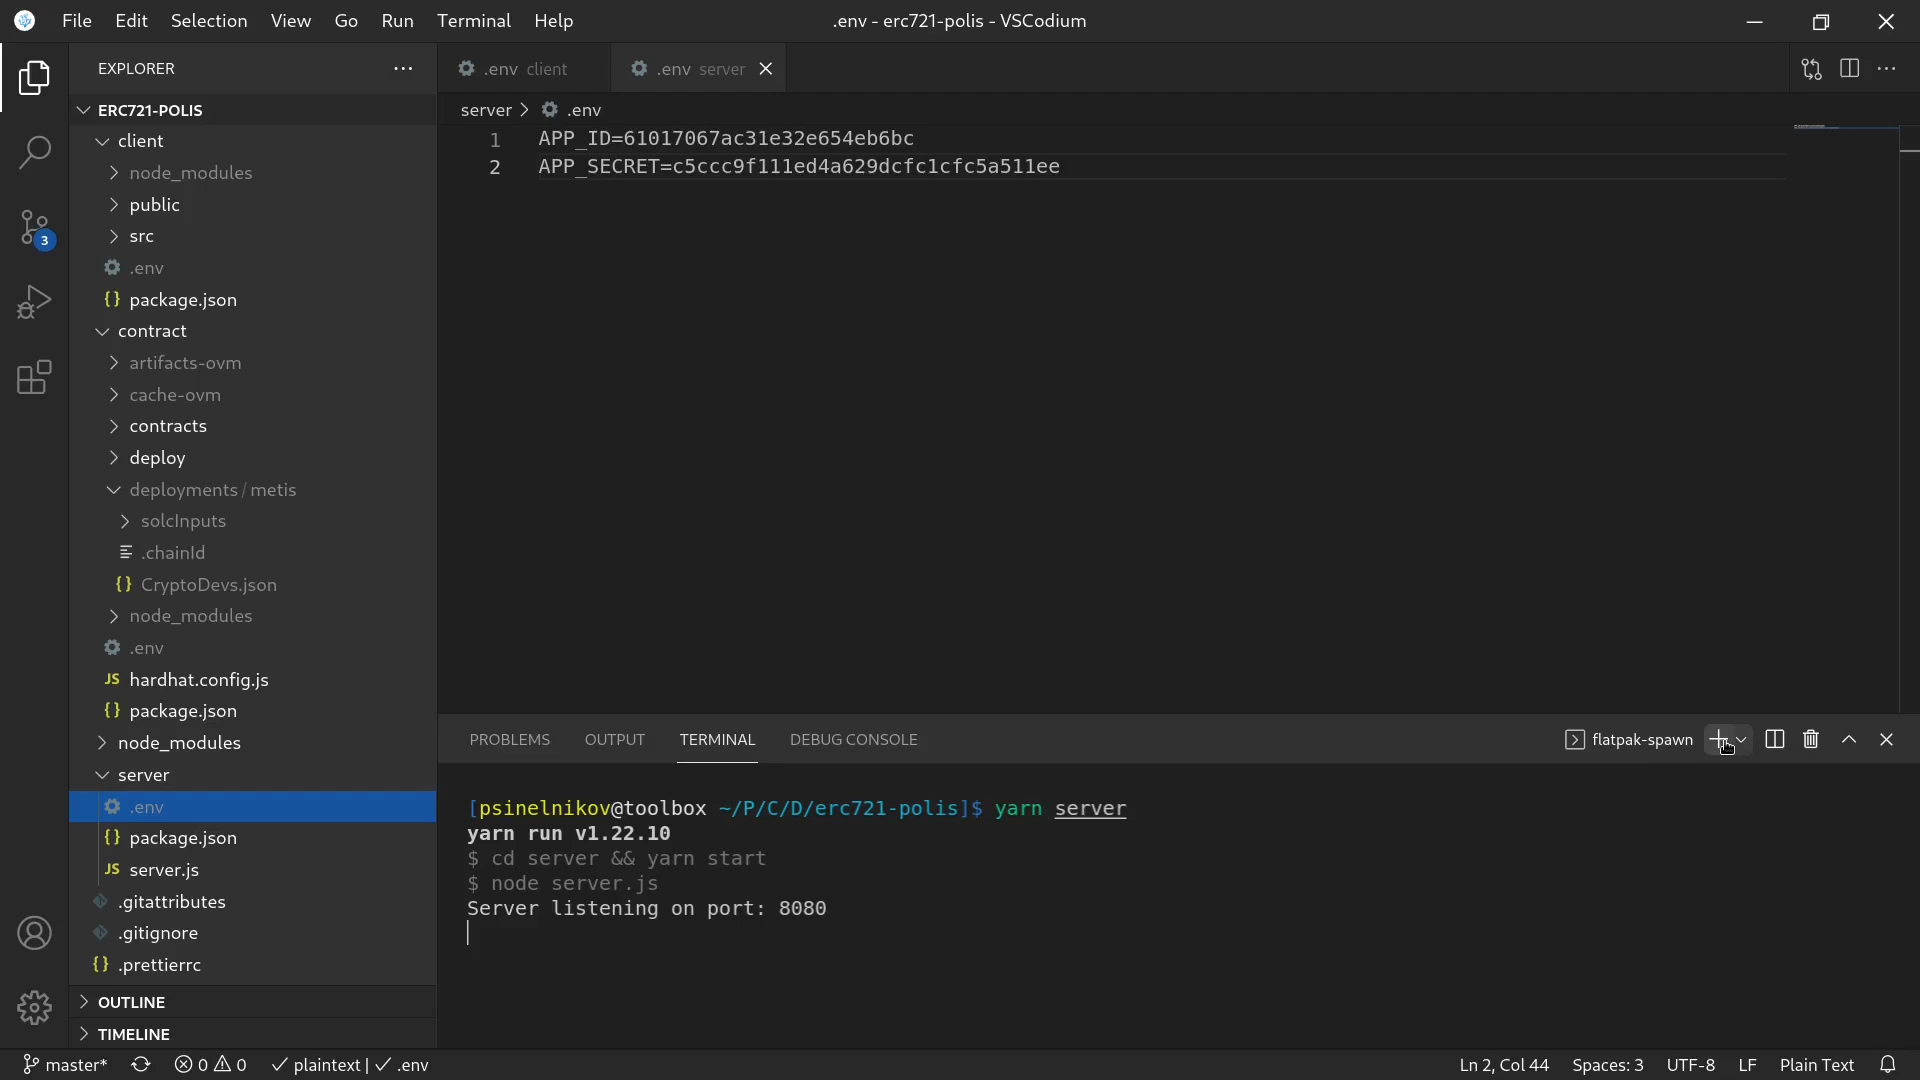 File Edit Selection View Go Run Terminal Help
.env - erc721-polis - VSCodium
EXPLORER
ERC721-POLIS
client
node_modules
public
src
.env
package.json
contract
artifacts-ovm
cache-ovm
contracts
deploy
deployments/metis
solcInputs
.chainId
CryptoDevs.json
node_modules
.env
JS hardhat.config.js
package.json
node_modules
server
.env
package.json
JS server.js
.gitattributes
.gitignore
.prettierrc
OUTLINE
TIMELINE
3
.env client
.env server
server > .env
1 APP_ID=61017067ac31e32e654eb6bc
2 APP_SECRET=c5ccc9f111ed4a629dcfc1cfc5a511ee
PROBLEMS OUTPUT TERMINAL DEBUG CONSOLE
flatpak-spawn
[psinelnikov@toolbox ~/P/C/D/erc721-polis]$ yarn server
yarn run v1.22.10
$ cd server && yarn start
$ node server.js
Server listening on port: 8080
master* 0 0 plaintext | .env
Ln 2, Col 44 Spaces: 3 UTF-8 LF Plain Text